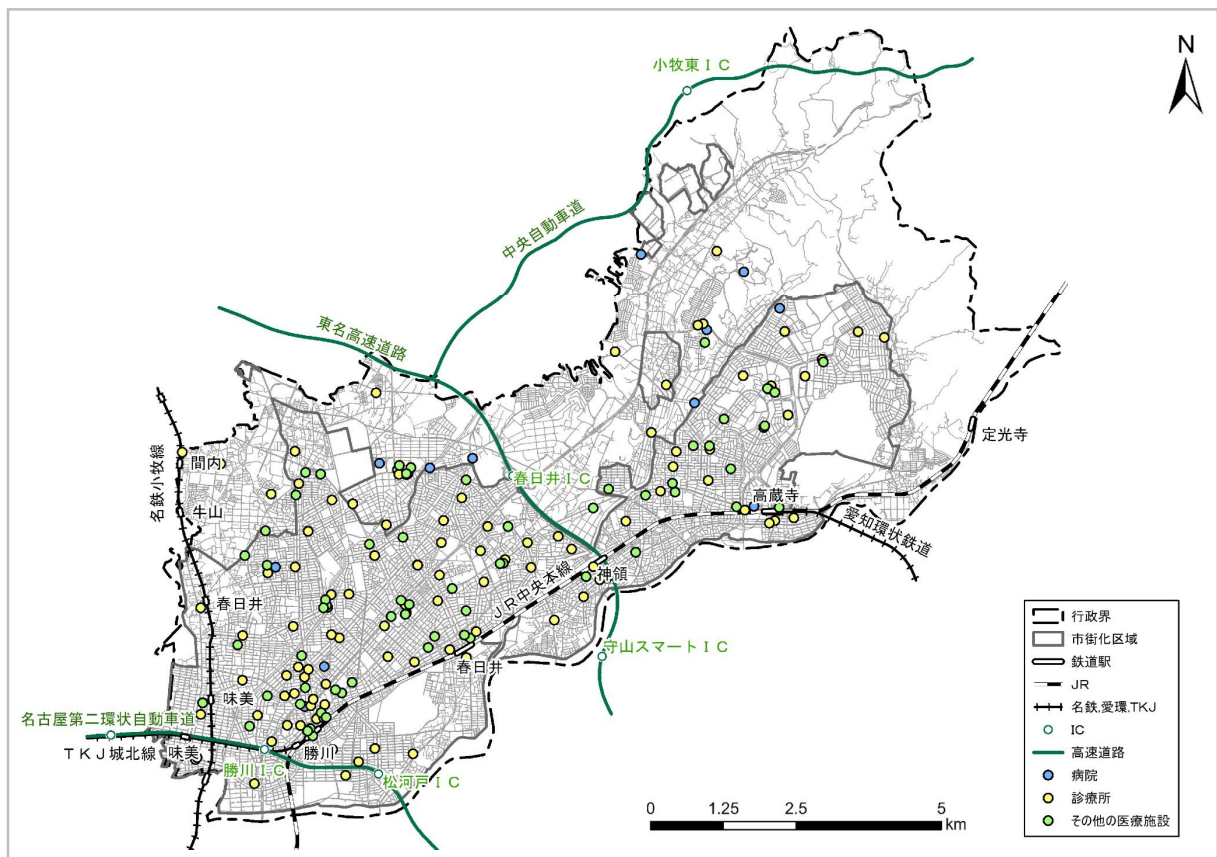 N
小牧東ＩＣ
中央自動車道
東名高速道路
定光寺
名鉄小牧線
間内
春日井ＩＣ
高蔵寺
牛山
愛知環状鉄道
ＪＲ中央本線
神領
春日井
守山スマートＩＣ
春日井
味美
名古屋第二環状自動車道
ＴＫＪ城北線
味美
勝川
勝川ＩＣ
松河戸ＩＣ
0 1.25 2.5 5
km
行政界
市街化区域
鉄道駅
JR
名鉄,愛環,TKJ
IC
高速道路
病院
診療所
その他の医療施設